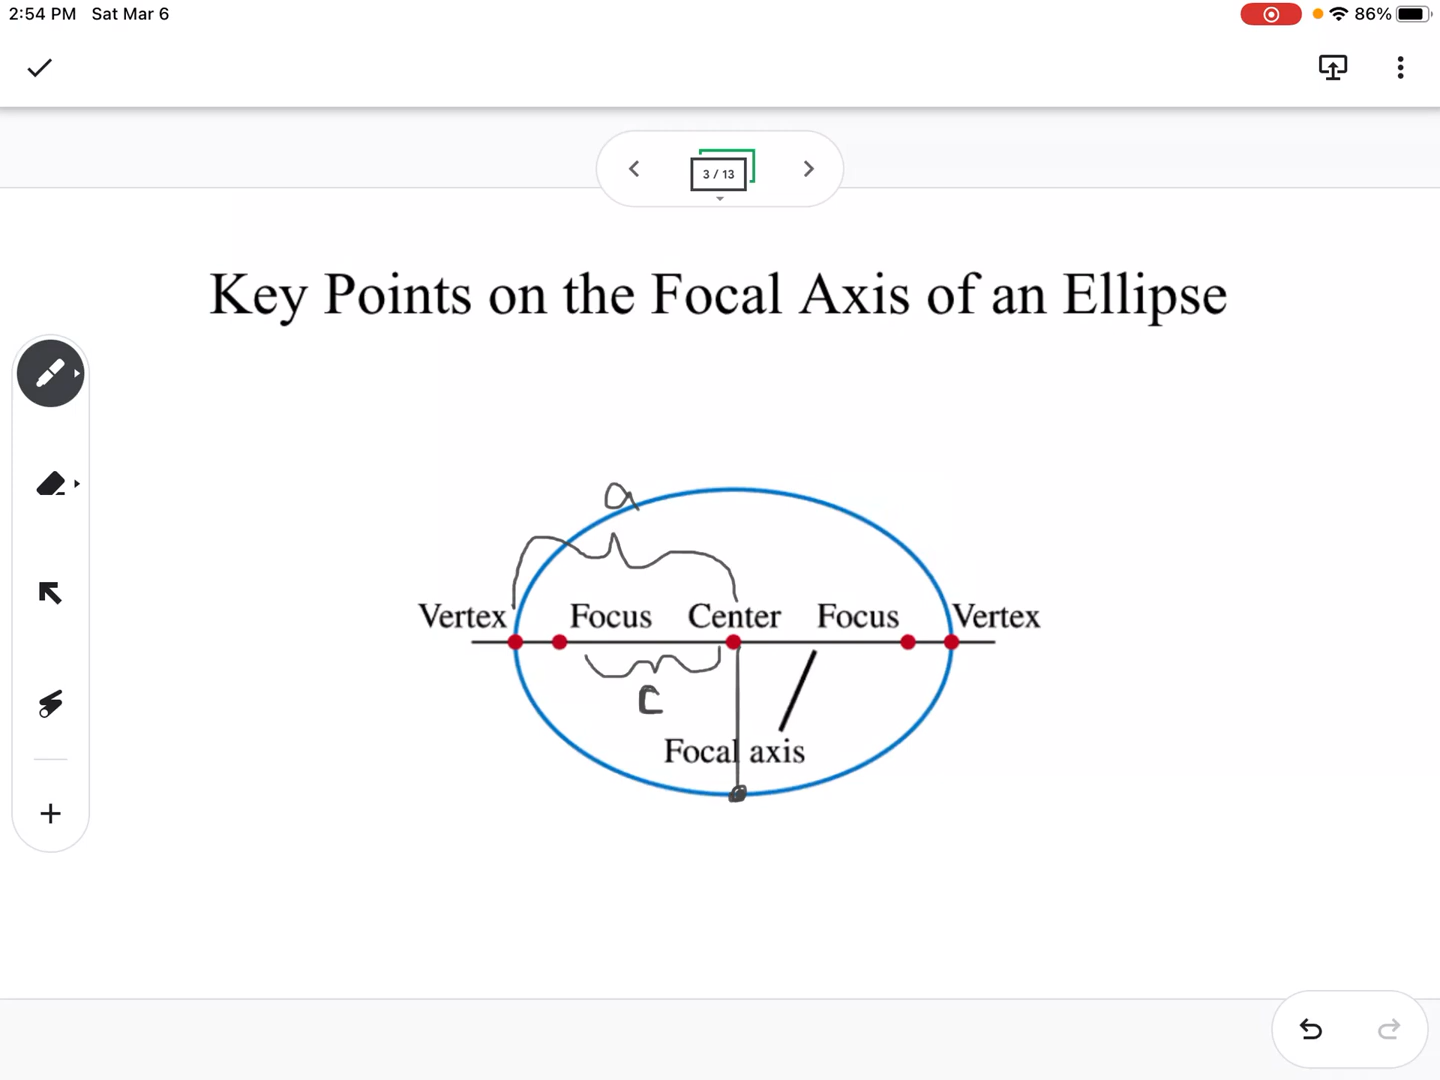 2:54 PM Sat Mar 6
86%
3 / 13
Key Points on the Focal Axis of an Ellipse
a
Vertex Focus Center Focus Vertex
c
Focal axis